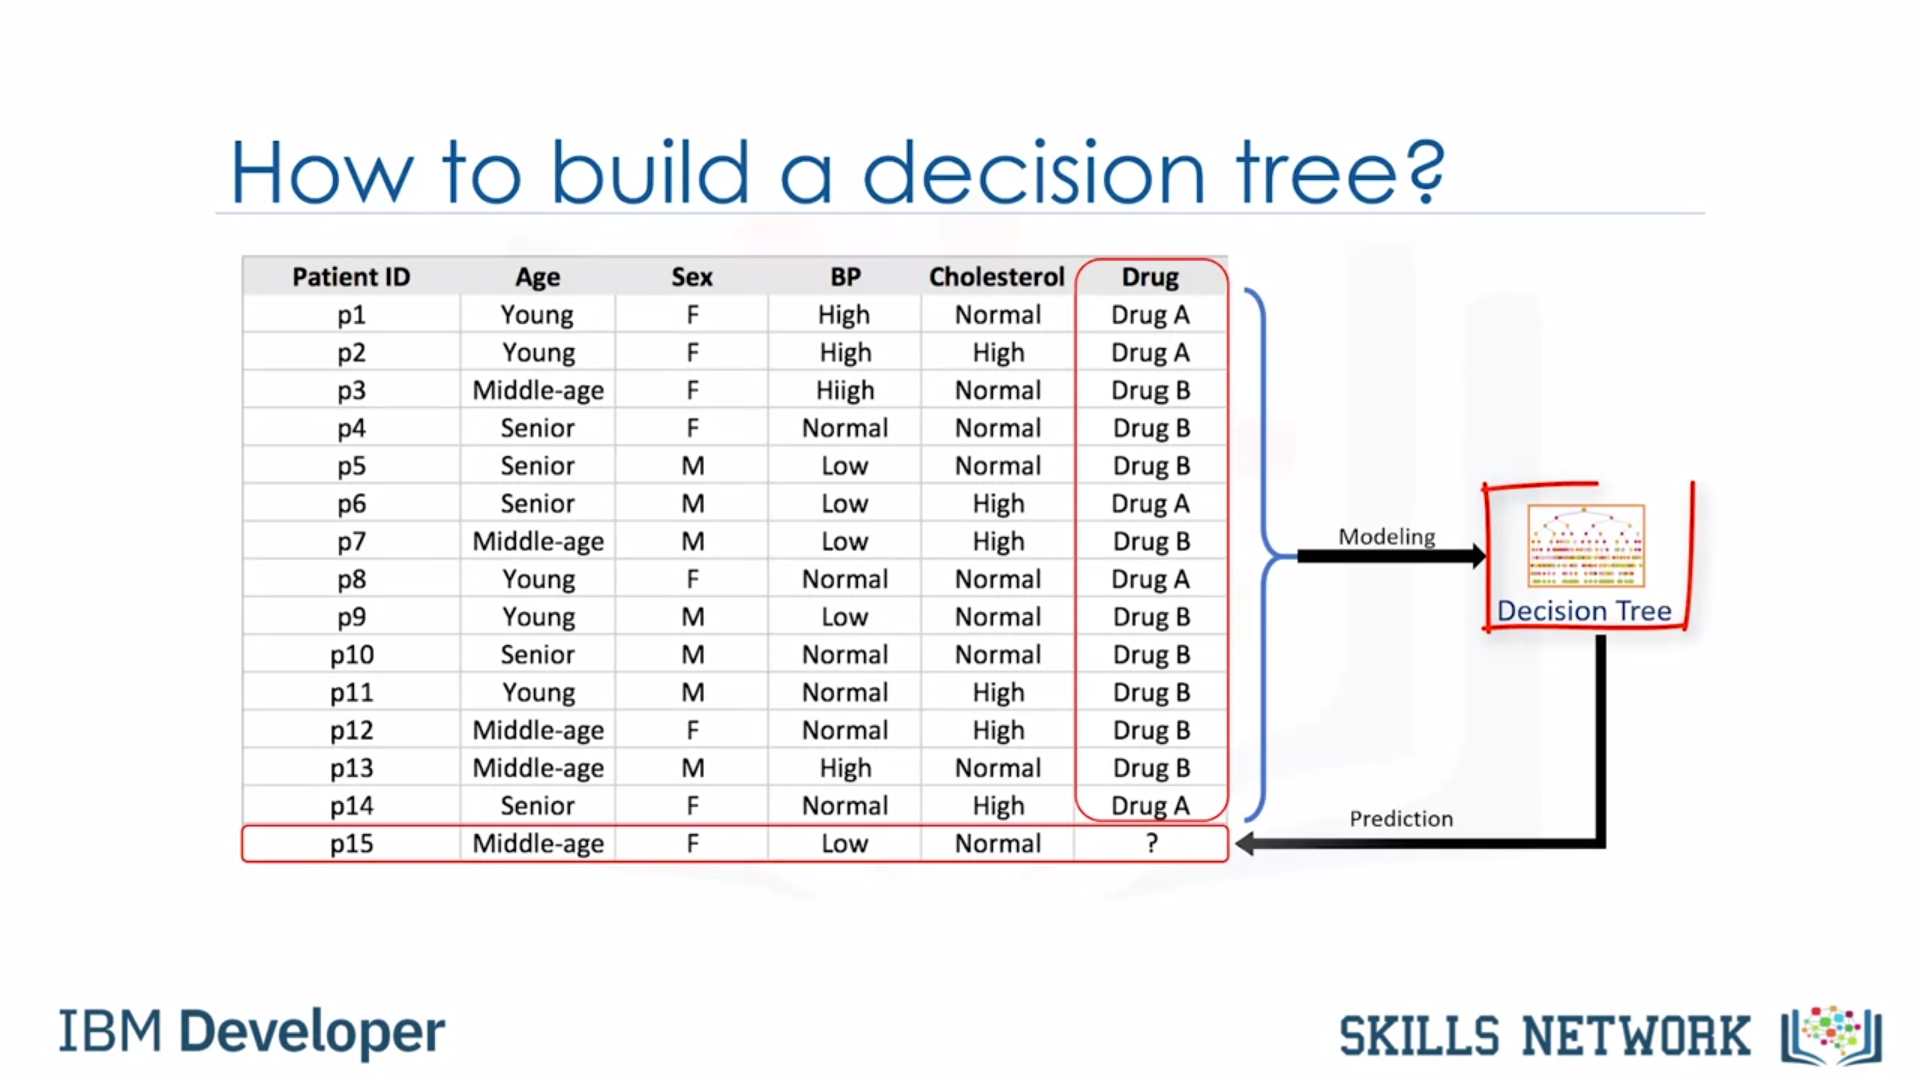 How to build a decision tree?
Patient ID Age Sex BP Cholesterol Drug
p1 Young F High Normal Drug A
p2 Young F High High Drug A
p3 Middle-age F Hiigh Normal Drug B
p4 Senior F Normal Normal Drug B
p5 Senior M Low Normal Drug B
p6 Senior M Low High Drug A
p7 Middle-age M Low High Drug B
p8 Young F Normal Normal Drug A
p9 Young M Low Normal Drug B
p10 Senior M Normal Normal Drug B
p11 Young M Normal High Drug B
p12 Middle-age F Normal High Drug B
p13 Middle-age M High Normal Drug B
p14 Senior F Normal High Drug A
p15 Middle-age F Low Normal ?
Modeling
Decision Tree
Prediction
IBM Developer
SKILLS NETWORK